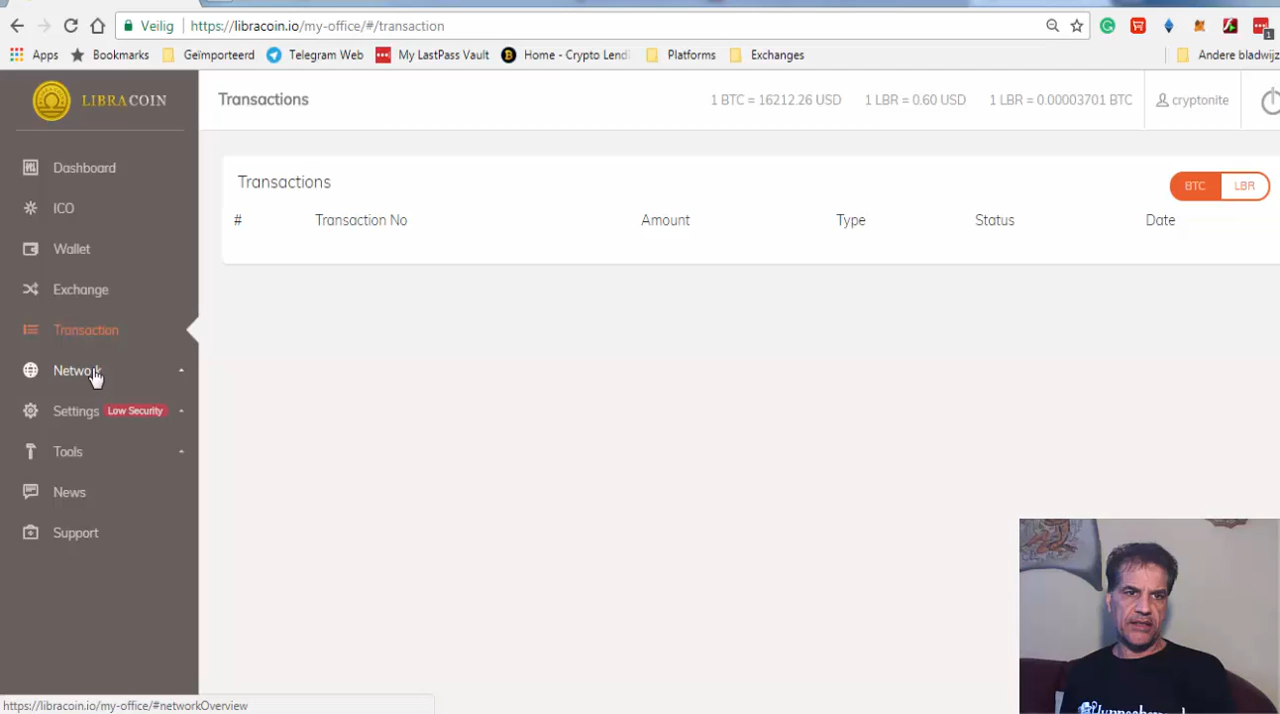 Veilig https://libracoin.io/my-office/#/transaction
Apps Bookmarks Geïmporteerd Telegram Web My LastPass Vault Home - Crypto Lendi Platforms Exchanges Andere bladwijz
1
LIBRACOIN
Transactions 1 BTC = 16212.26 USD 1 LBR = 0.60 USD 1 LBR = 0.00003701 BTC cryptonite
Dashboard
ICO
Wallet
Exchange
Transaction
Network
Settings Low Security
Tools
News
Support
Transactions BTC LBR
# Transaction No Amount Type Status Date
https://libracoin.io/my-office/#networkOverview